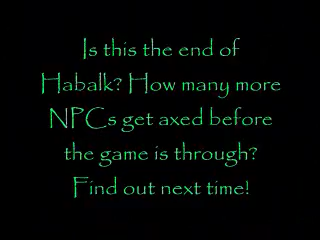 Is this the end of
Habalk? How many more
NPCs get axed before
the game is through?
Find out next time!